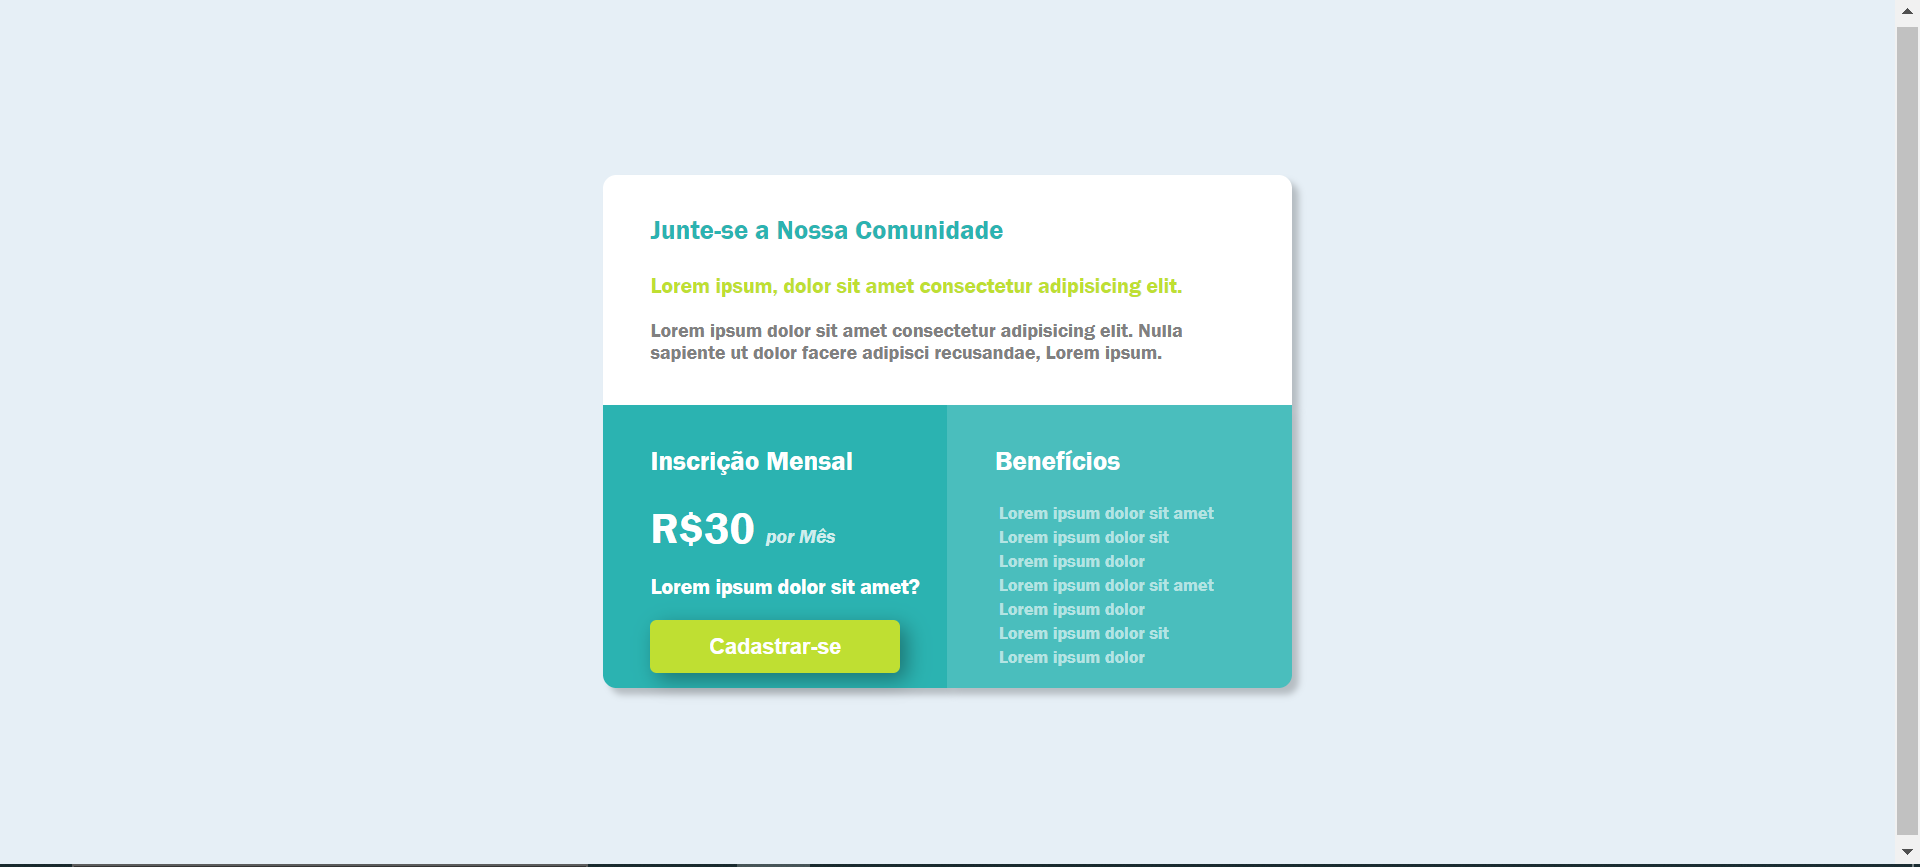 Junte-se a Nossa Comunidade
Lorem ipsum, dolor sit amet consectetur adipisicing elit.
Lorem ipsum dolor sit amet consectetur adipisicing elit. Nulla
sapiente ut dolor facere adipisci recusandae, Lorem ipsum.
Inscrição Mensal
R$30 por Mês
Lorem ipsum dolor sit amet?
Cadastrar-se
Benefícios
Lorem ipsum dolor sit amet
Lorem ipsum dolor sit
Lorem ipsum dolor
Lorem ipsum dolor sit amet
Lorem ipsum dolor
Lorem ipsum dolor sit
Lorem ipsum dolor